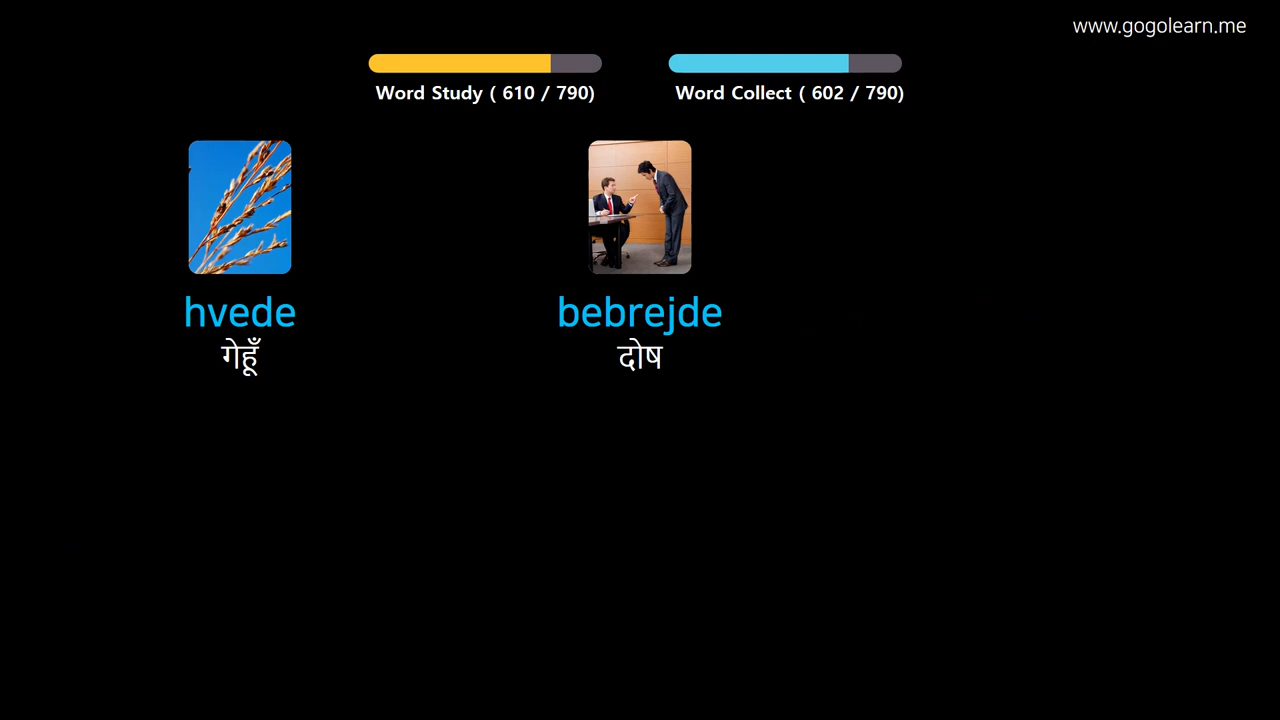 www.gogolearn.me
Word Study ( 610 / 790)
Word Collect ( 602 / 790)
hvede
गेहूँ
bebrejde
दोष